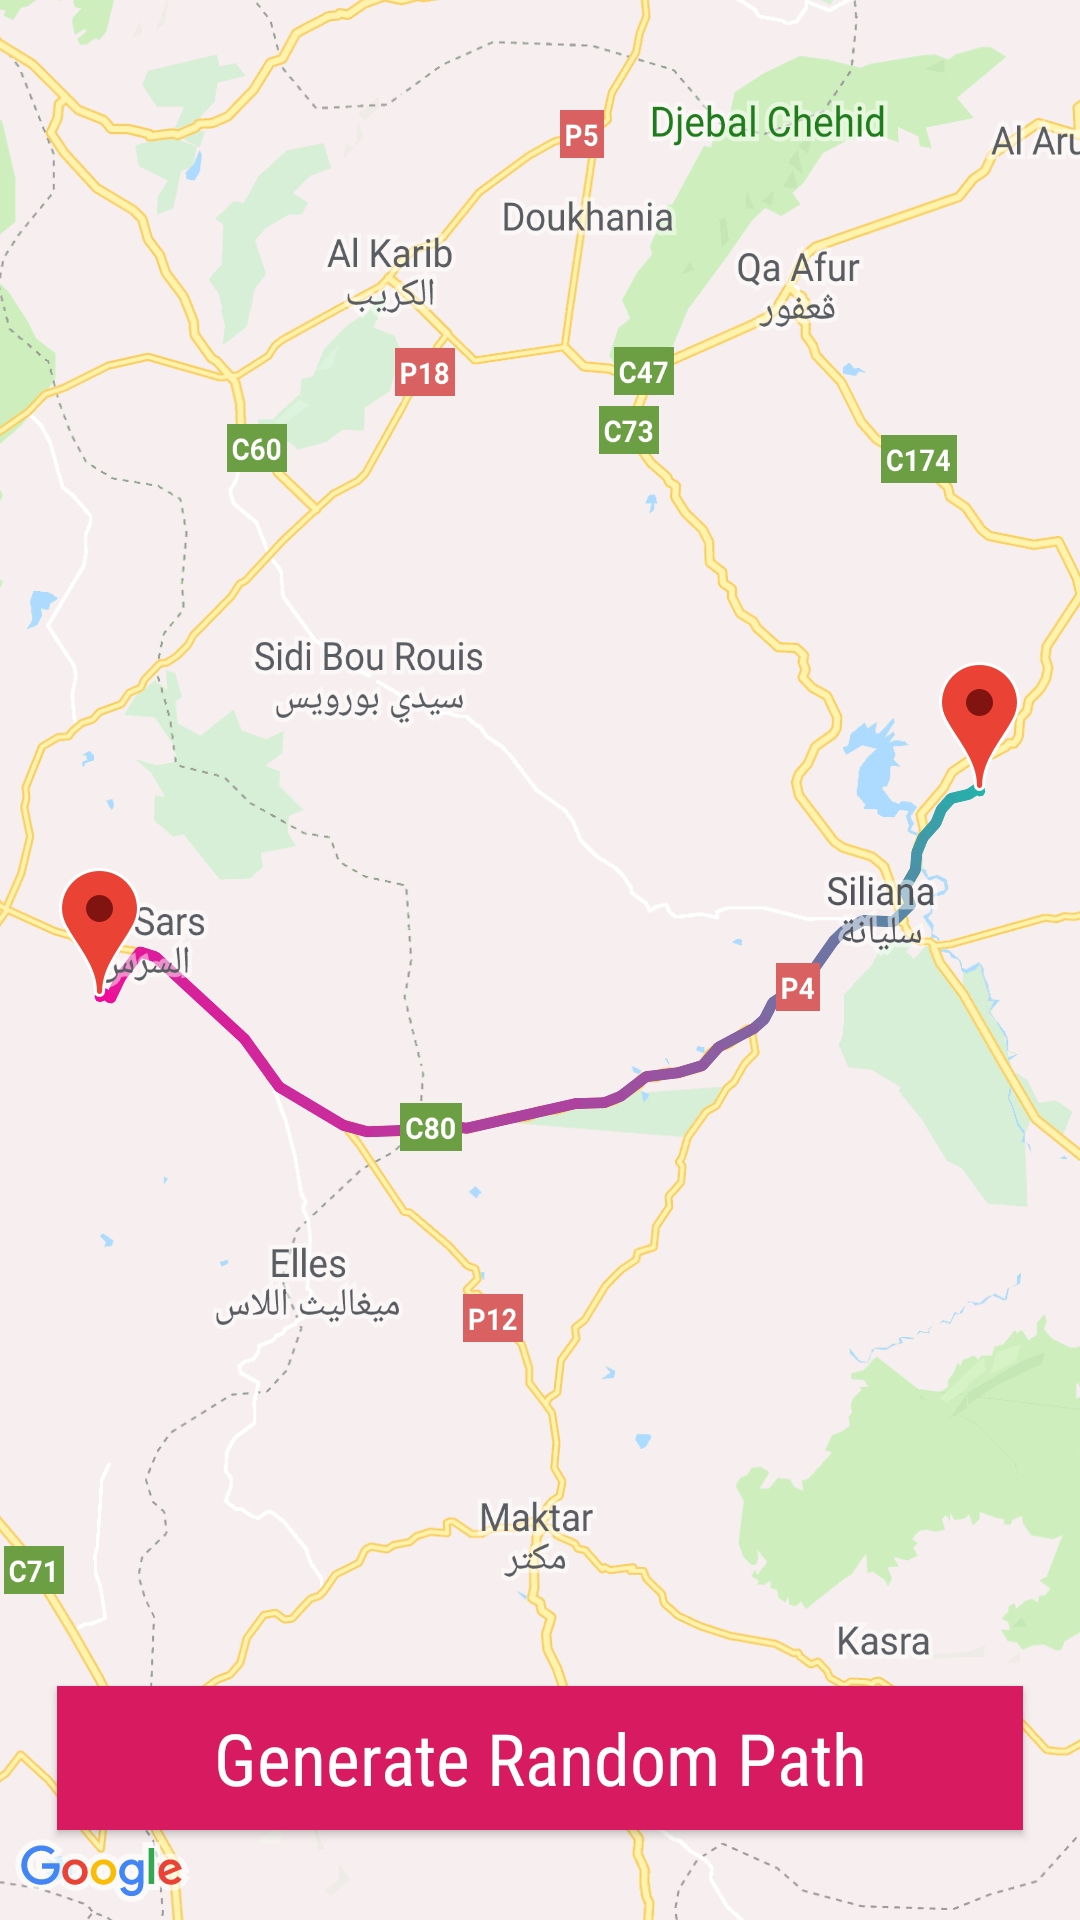 P5
Djebal Chehid
Al Aru
Doukhania
Al Karib
الكريب
Qa Afur
ڨعفور
P18
C47
C73
C60
C174
Sidi Bou Rouis
سيدي بورويس
Siliana
سليانة
Sars
السرس
P4
C80
Elles
ميغاليث اللاس
P12
Maktar
مكتر
C71
Kasra
Generate Random Path
Google